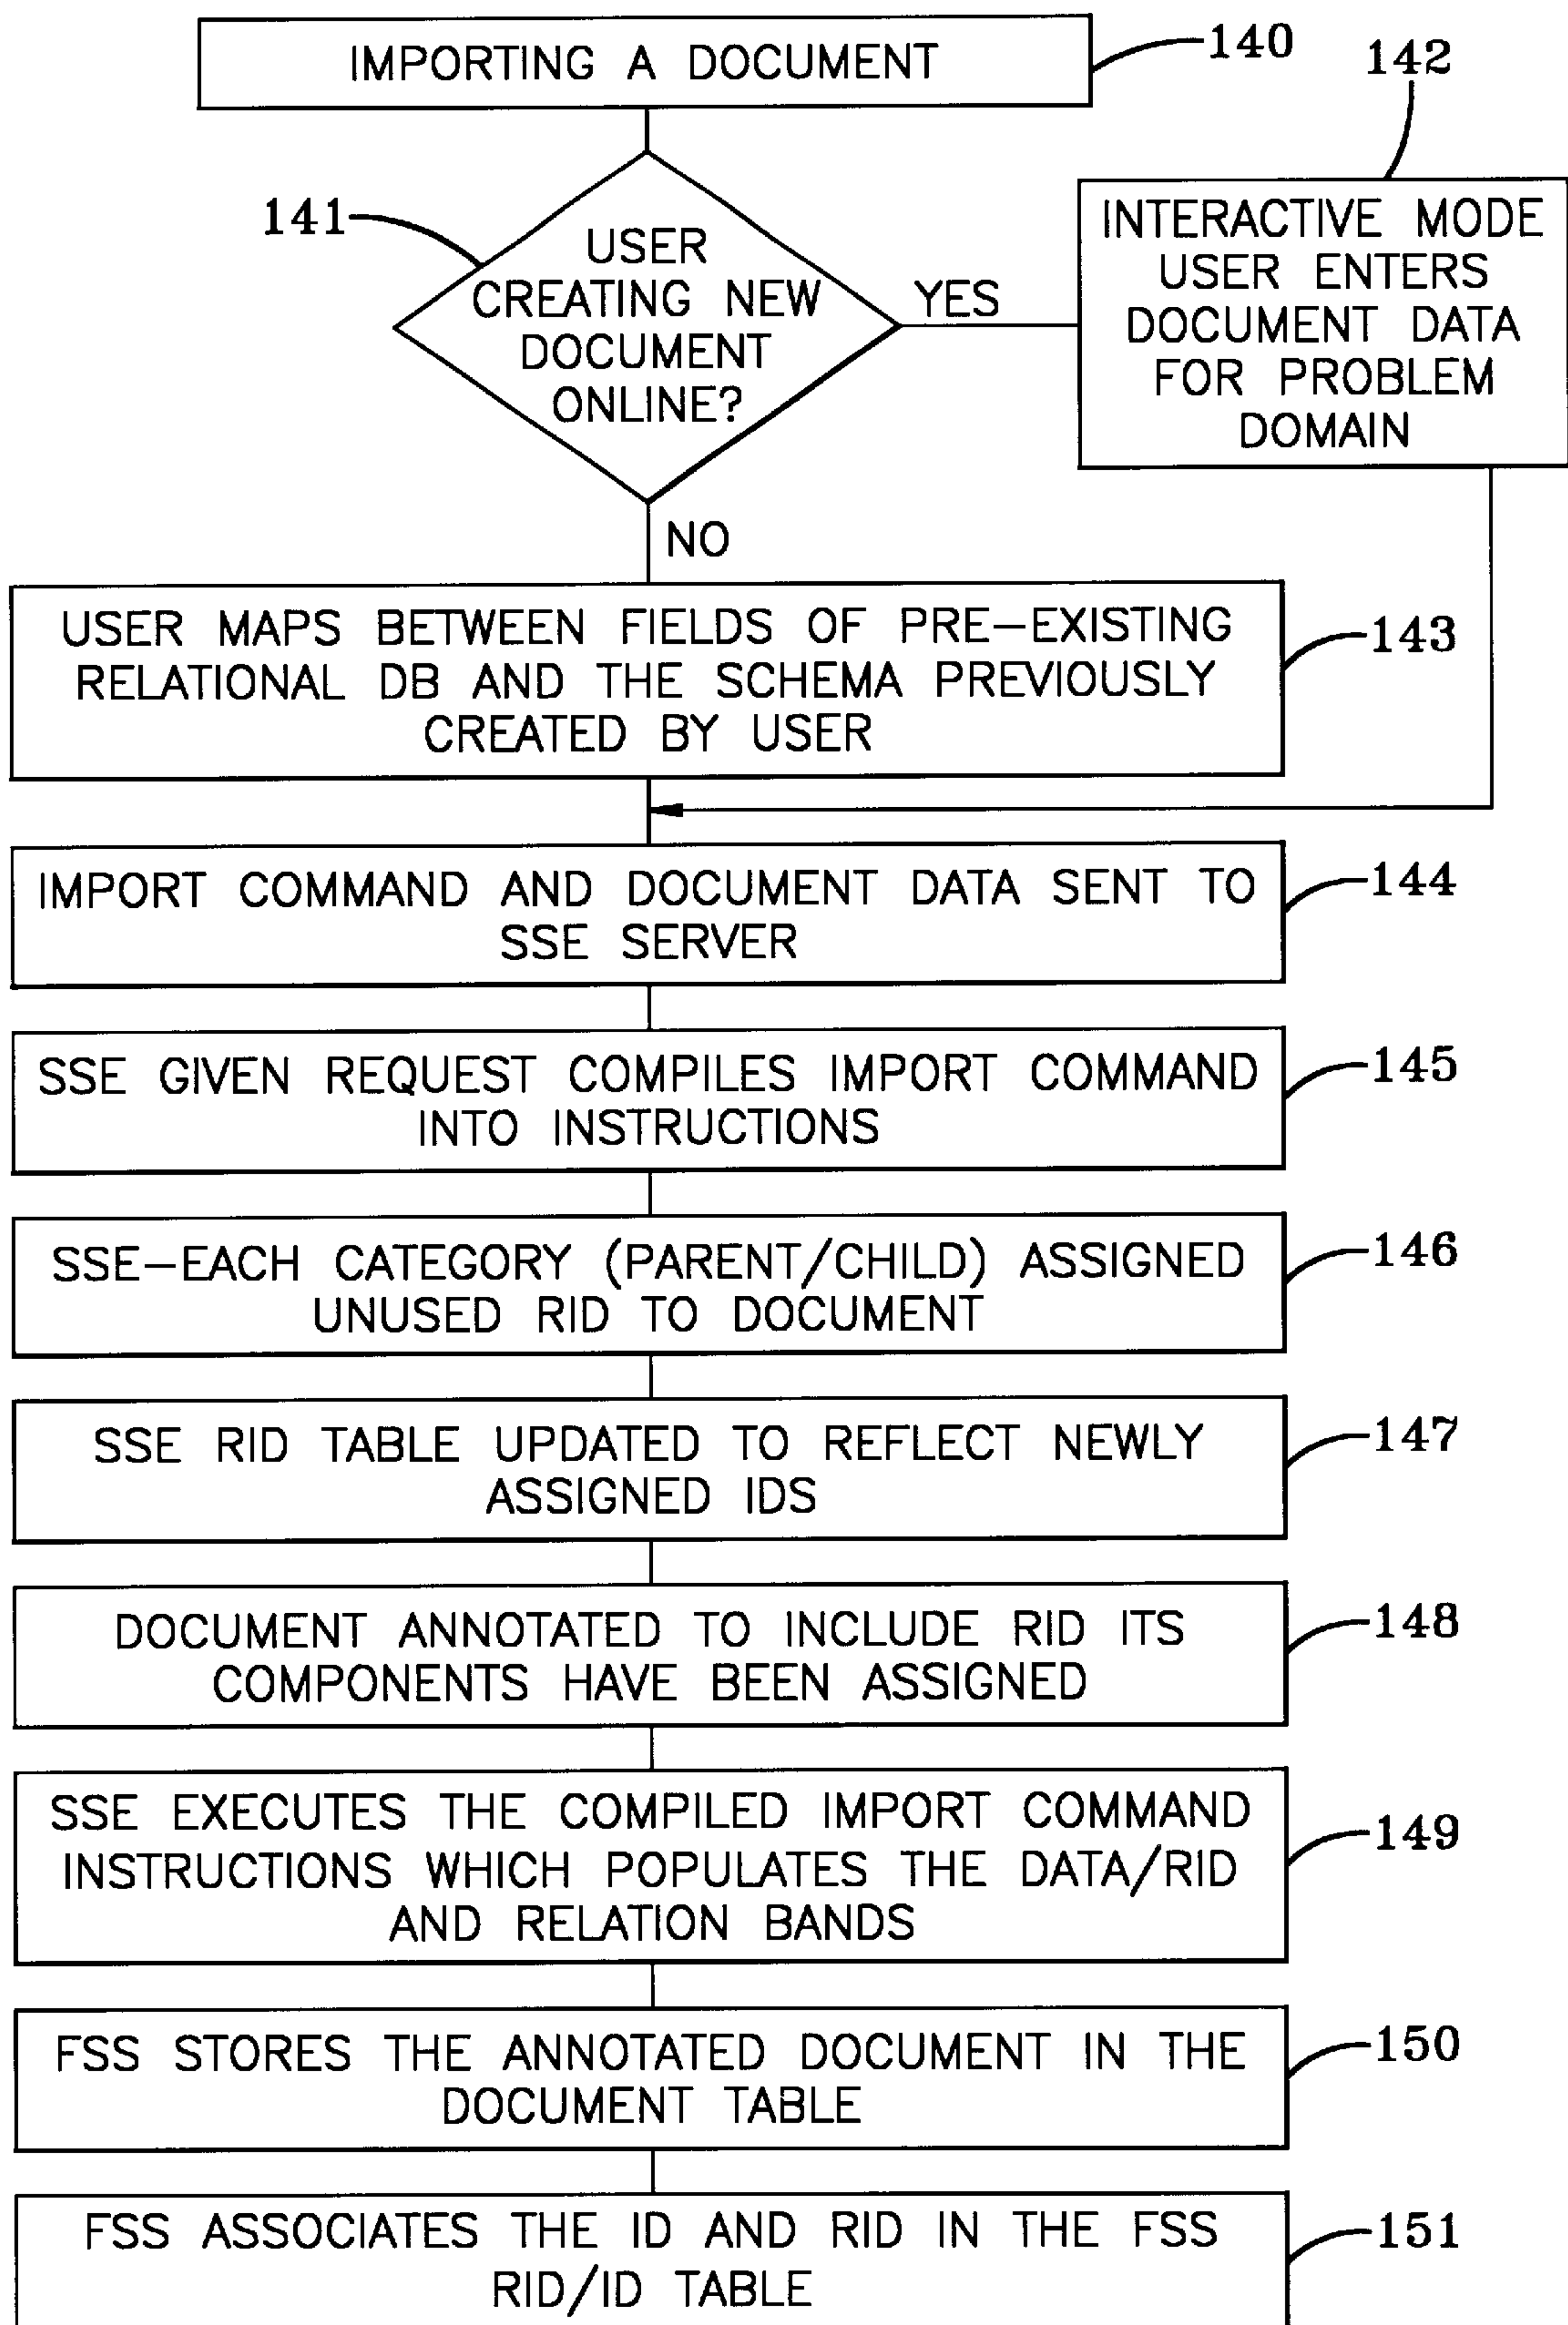 IMPORTING A DOCUMENT
140
142
141
USER
CREATING NEW
DOCUMENT
ONLINE?
YES
INTERACTIVE MODE
USER ENTERS
DOCUMENT DATA
FOR PROBLEM
DOMAIN
NO
USER MAPS BETWEEN FIELDS OF PRE-EXISTING
RELATIONAL DB AND THE SCHEMA PREVIOUSLY
CREATED BY USER
143
IMPORT COMMAND AND DOCUMENT DATA SENT TO
SSE SERVER
144
SSE GIVEN REQUEST COMPILES IMPORT COMMAND
INTO INSTRUCTIONS
145
SSE-EACH CATEGORY (PARENT/CHILD) ASSIGNED
UNUSED RID TO DOCUMENT
146
SSE RID TABLE UPDATED TO REFLECT NEWLY
ASSIGNED IDS
147
DOCUMENT ANNOTATED TO INCLUDE RID ITS
COMPONENTS HAVE BEEN ASSIGNED
148
SSE EXECUTES THE COMPILED IMPORT COMMAND
INSTRUCTIONS WHICH POPULATES THE DATA/RID
AND RELATION BANDS
149
FSS STORES THE ANNOTATED DOCUMENT IN THE
DOCUMENT TABLE
150
FSS ASSOCIATES THE ID AND RID IN THE FSS
RID/ID TABLE
151